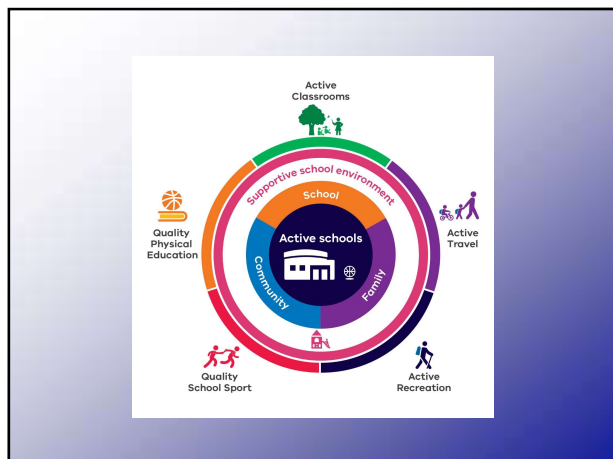 Active
Classrooms
Supportive school environment
School
Quality
Physical
Education
Active schools
Active
Travel
Community
Family
Quality
School Sport
Active
Recreation